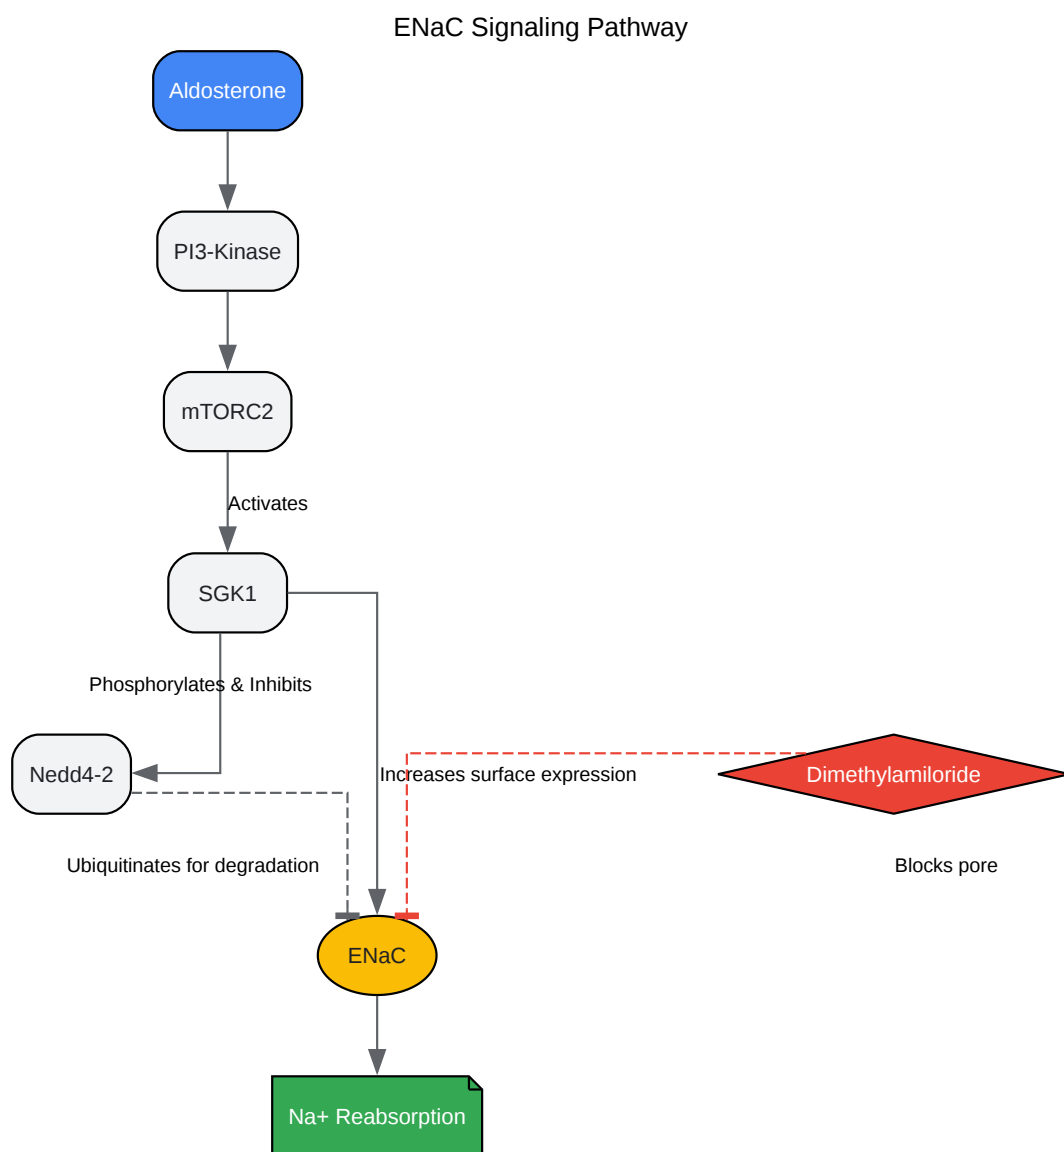 ENaC Signaling Pathway
Aldosterone
PI3-Kinase
mTORC2
Activates
SGK1
Phosphorylates & Inhibits
Nedd4-2
Increases surface expression
Dimethylamiloride
Ubiquitinates for degradation
Blocks pore
ENaC
Na+ Reabsorption